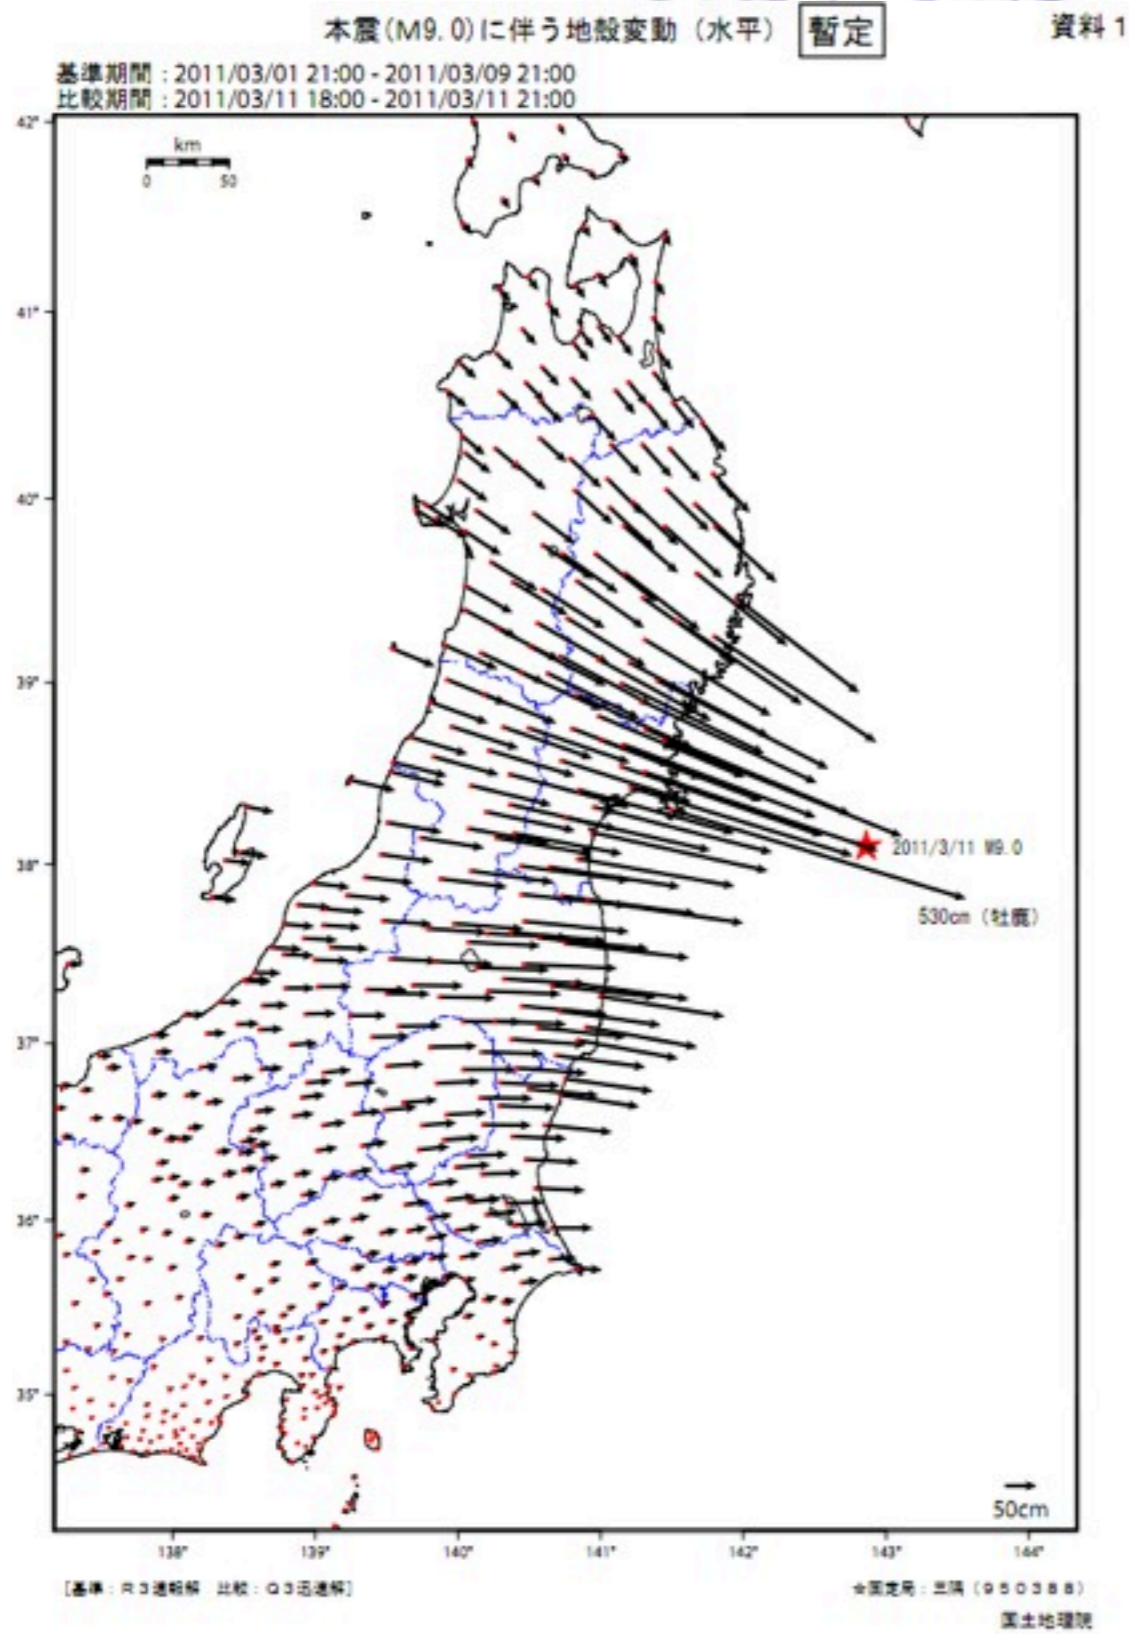 本震(M9.0)に伴う地殻変動（水平） 暫定 資料１
基準期間：2011/03/01 21:00 - 2011/03/09 21:00
比較期間：2011/03/11 18:00 - 2011/03/11 21:00
42°
km
0 50
41°
40°
39°
2011/3/11 M9.0
38°
530cm（牡鹿）
37°
36°
35°
50cm
138° 139° 140° 141° 142° 143° 144°
［基準：Ｒ３速報解 比較：Ｑ３迅速解］ ☆固定局：三隅（９５０３８８）
国土地理院